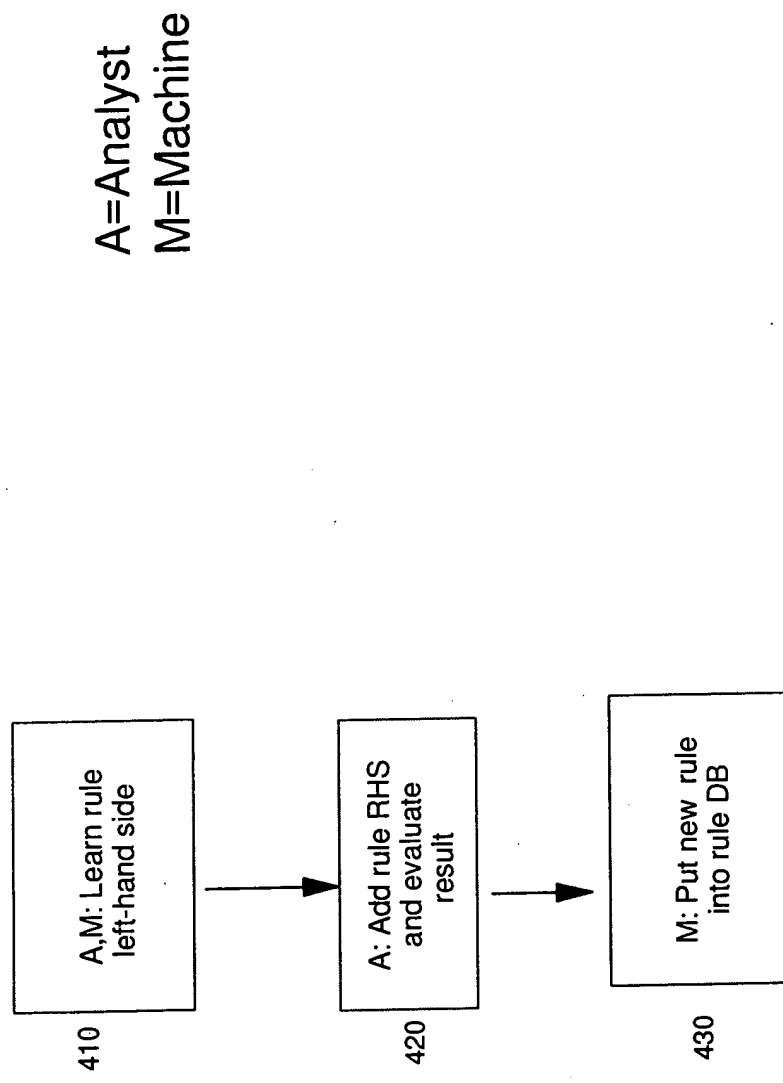 A=Analyst
M=Machine
410
A,M: Learn rule
left-hand side
420
A: Add rule RHS
and evaluate
result
430
M: Put new rule
into rule DB